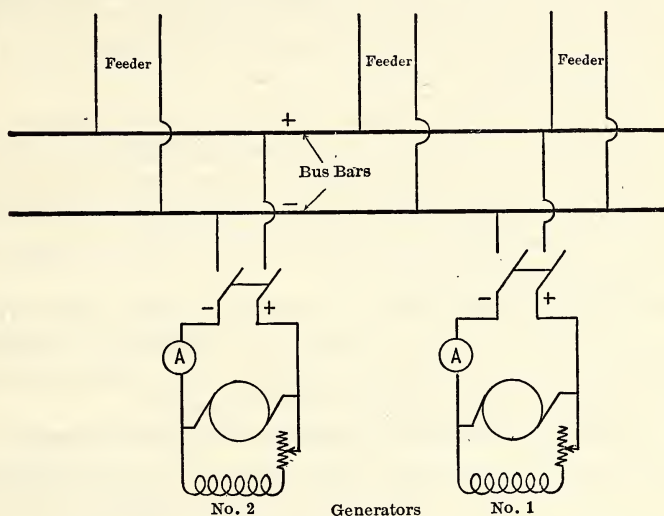 Feeder Feeder Feeder
+
Bus Bars
−
− + − +
A A
No. 2 Generators No. 1